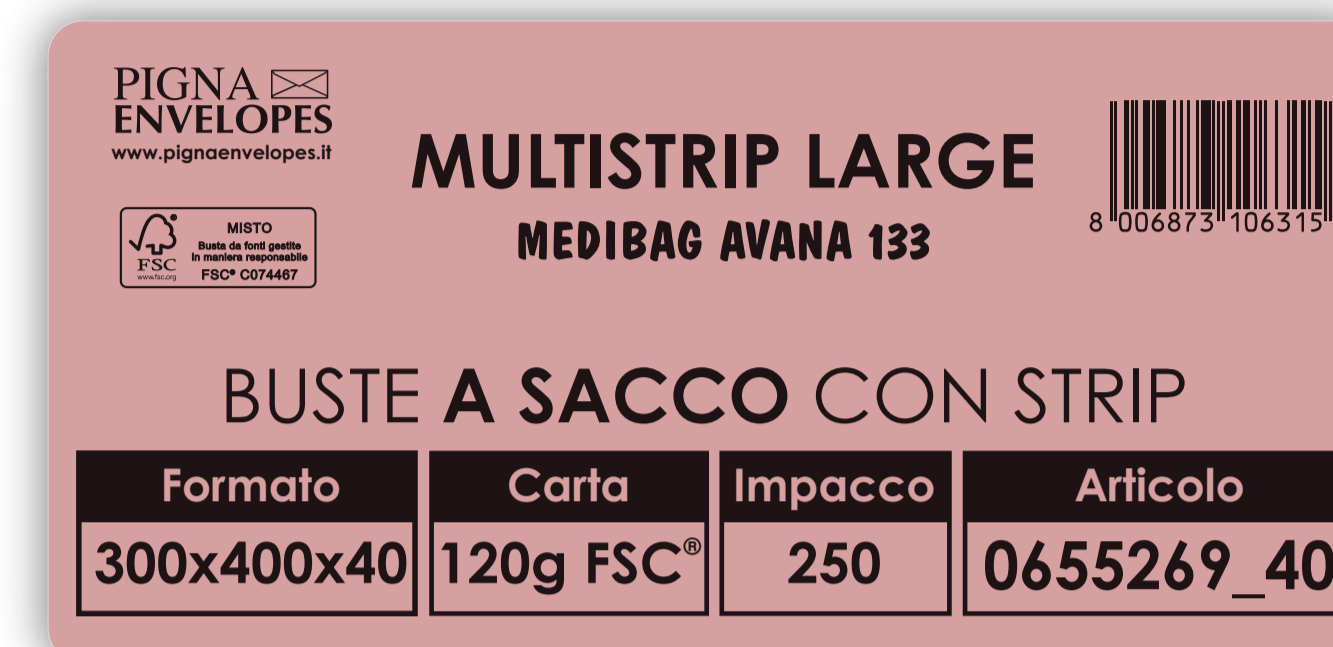 PIGNA
ENVELOPES
www.pignaenvelopes.it
MULTISTRIP LARGE
MEDIBAG AVANA 133
8 006873 106315
FSC
www.fsc.org
MISTO
Busta da fonti gestite
in maniera responsabile
FSC® C074467
BUSTE A SACCO CON STRIP
Formato
300x400x40
Carta
120g FSC®
Impacco
250
Articolo
0655269_40